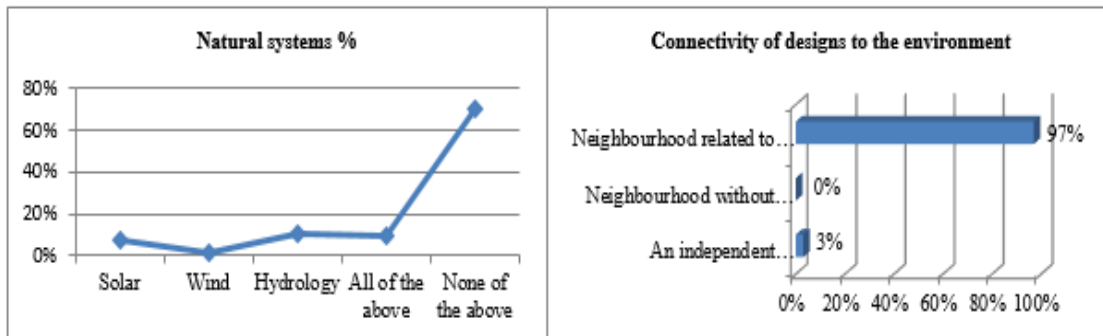 Natural systems %
80%
60%
40%
20%
0%
Solar
Wind
Hydrology
All of the
above
None of
the above
Connectivity of designs to the environment
Neighbourhood related to...
97%
Neighbourhood without...
0%
An independent...
3%
0% 20% 40% 60% 80% 100%